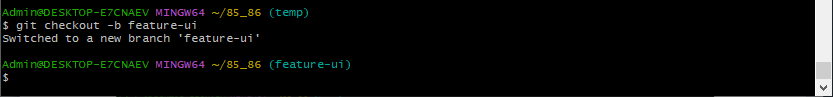 Admin@DESKTOP-E7CNAEV MINGW64 ~/85_86 (temp)
$ git checkout -b feature-ui
Switched to a new branch 'feature-ui'
Admin@DESKTOP-E7CNAEV MINGW64 ~/85_86 (feature-ui)
$